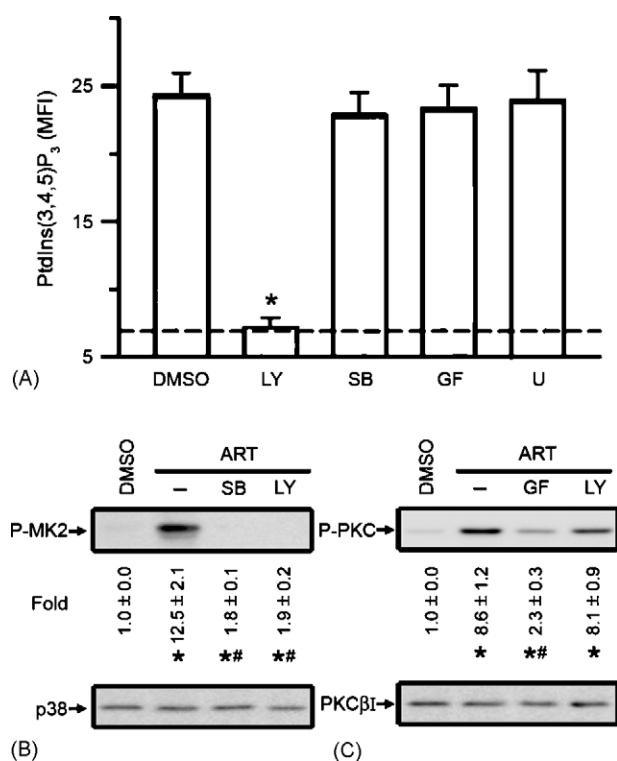 PtdIns(3,4,5)P₃ (MFI)
25
15
5
*
DMSO LY SB GF U
(A)
DMSO
ART
– SB LY
P-MK2
Fold
1.0 ± 0.0
12.5 ± 2.1
1.8 ± 0.1
1.9 ± 0.2
* *# *#
p38
(B)
DMSO
ART
– GF LY
P-PKC
1.0 ± 0.0
8.6 ± 1.2
2.3 ± 0.3
8.1 ± 0.9
* *# *
PKCβI
(C)